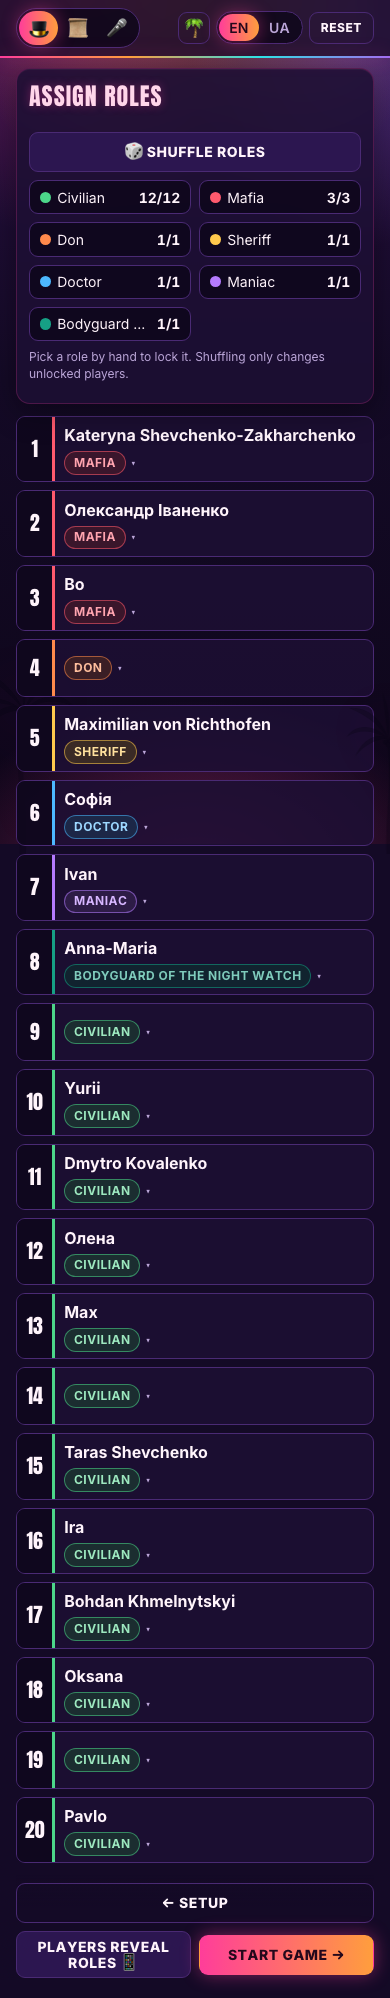 EN UA RESET
ASSIGN ROLES
SHUFFLE ROLES
Civilian 12/12 Mafia 3/3
Don 1/1 Sheriff 1/1
Doctor 1/1 Maniac 1/1
Bodyguard ... 1/1
Pick a role by hand to lock it. Shuffling only changes
unlocked players.
1 Kateryna Shevchenko-Zakharchenko
MAFIA
2 Олександр Іваненко
MAFIA
3 Bo
MAFIA
4 DON
5 Maximilian von Richthofen
SHERIFF
6 Софія
DOCTOR
7 Ivan
MANIAC
8 Anna-Maria
BODYGUARD OF THE NIGHT WATCH
9 CIVILIAN
10 Yurii
CIVILIAN
11 Dmytro Kovalenko
CIVILIAN
12 Олена
CIVILIAN
13 Max
CIVILIAN
14 CIVILIAN
15 Taras Shevchenko
CIVILIAN
16 Ira
CIVILIAN
17 Bohdan Khmelnytskyi
CIVILIAN
18 Oksana
CIVILIAN
19 CIVILIAN
20 Pavlo
CIVILIAN
← SETUP
PLAYERS REVEAL
ROLES
START GAME →